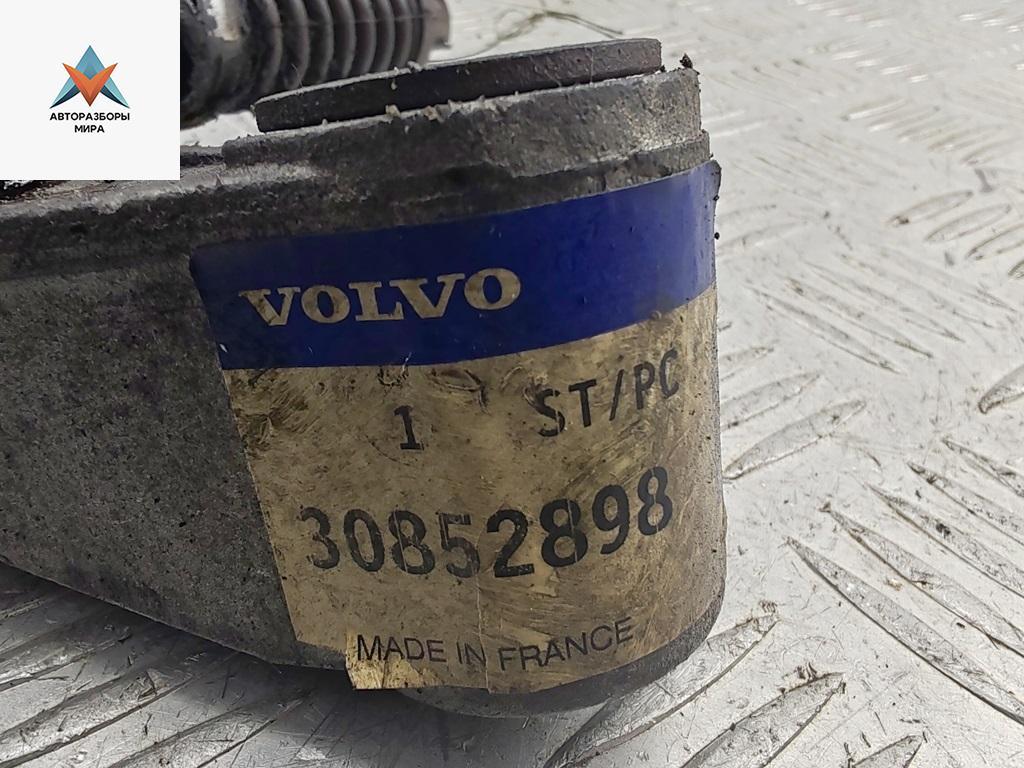 АВТОРАЗБОРЫ
МИРА
VOLVO
1 ST/PC
30852898
MADE IN FRANCE